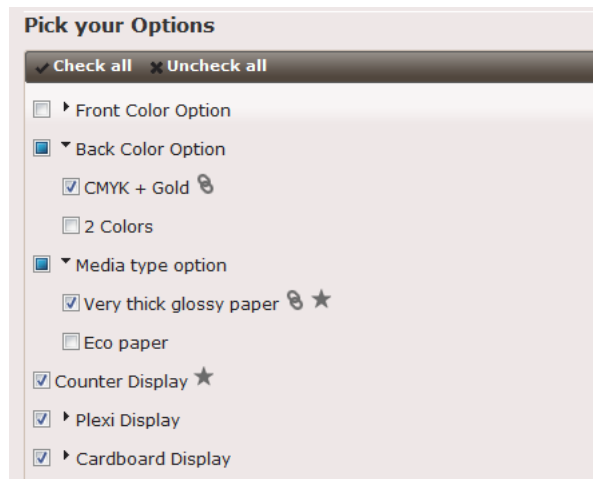 Pick your Options
Check all Uncheck all
Front Color Option
Back Color Option
CMYK + Gold
2 Colors
Media type option
Very thick glossy paper
Eco paper
Counter Display
Plexi Display
Cardboard Display